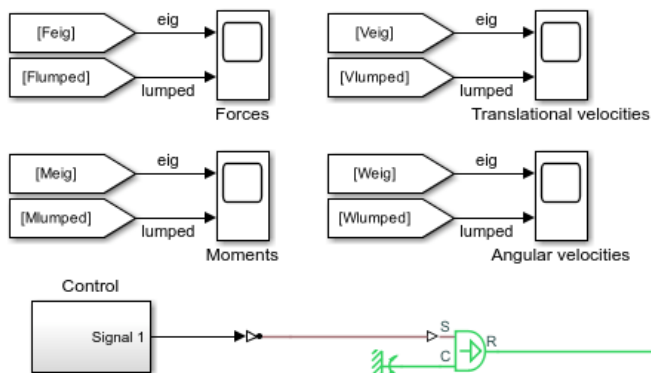 [Feig]
eig
[Flumped]
lumped
Forces
[Veig]
eig
[Vlumped]
lumped
Translational velocities
[Meig]
eig
[Mlumped]
lumped
Moments
[Weig]
eig
[Wlumped]
lumped
Angular velocities
Control
Signal 1
S
C
R